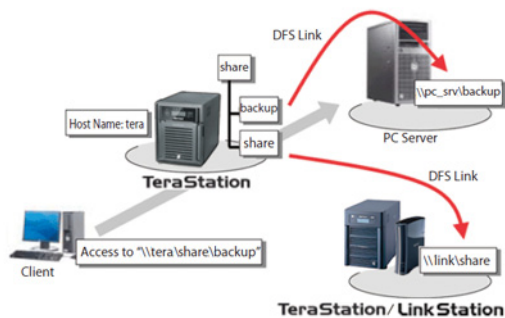 DFS Link
share
\\pc_srv\backup
backup
Host Name: tera
share
PC Server
TeraStation
DFS Link
Access to "\\tera\share\backup"
\\link\share
Client
TeraStation/LinkStation